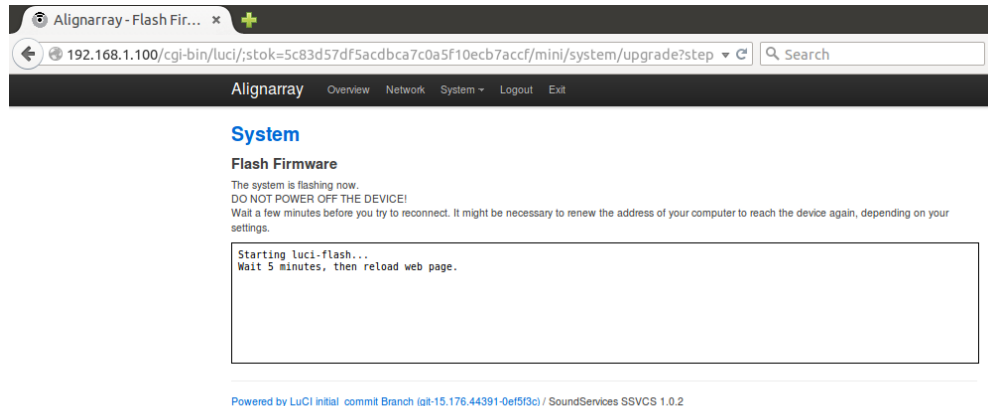 Alignarray - Flash Fir...
192.168.1.100/cgi-bin/luci/;stok=5c83d57df5acdbca7c0a5f10ecb7accf/mini/system/upgrade?step
Search
Alignarray Overview Network System Logout Exit
System
Flash Firmware
The system is flashing now.
DO NOT POWER OFF THE DEVICE!
Wait a few minutes before you try to reconnect. It might be necessary to renew the address of your computer to reach the device again, depending on your
settings.
Starting luci-flash...
Wait 5 minutes, then reload web page.
Powered by LuCI initial_commit Branch (git-15.176.44391-0ef5f3c) / SoundServices SSVCS 1.0.2